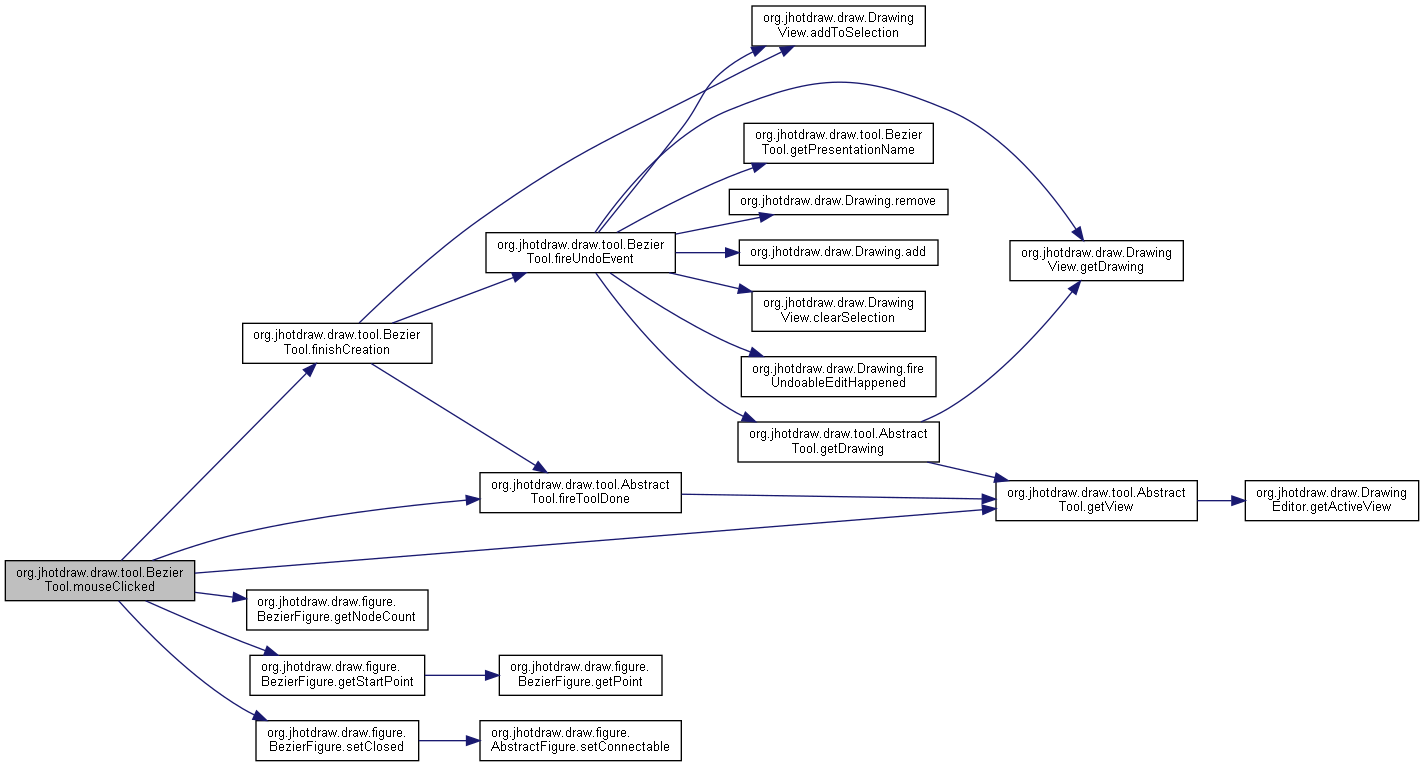 org.jhotdraw.draw.Drawing
View.addToSelection
org.jhotdraw.draw.tool.Bezier
Tool.getPresentationName
org.jhotdraw.draw.Drawing.remove
org.jhotdraw.draw.tool.Bezier
Tool.fireUndoEvent
org.jhotdraw.draw.Drawing.add
org.jhotdraw.draw.Drawing
View.getDrawing
org.jhotdraw.draw.Drawing
View.clearSelection
org.jhotdraw.draw.tool.Bezier
Tool.finishCreation
org.jhotdraw.draw.Drawing.fire
UndoableEditHappened
org.jhotdraw.draw.tool.Abstract
Tool.getDrawing
org.jhotdraw.draw.tool.Abstract
Tool.fireToolDone
org.jhotdraw.draw.tool.Abstract
Tool.getView
org.jhotdraw.draw.Drawing
Editor.getActiveView
org.jhotdraw.draw.tool.Bezier
Tool.mouseClicked
org.jhotdraw.draw.figure.
BezierFigure.getNodeCount
org.jhotdraw.draw.figure.
BezierFigure.getStartPoint
org.jhotdraw.draw.figure.
BezierFigure.getPoint
org.jhotdraw.draw.figure.
BezierFigure.setClosed
org.jhotdraw.draw.figure.
AbstractFigure.setConnectable